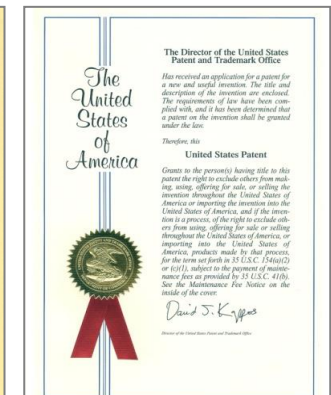 The
United
States
of
America
The Director of the United States
Patent and Trademark Office
Has received an application for a patent for
a new and useful invention. The title and
description of the invention are enclosed.
The requirements of law have been com-
plied with, and it has been determined that
a patent on the invention shall be granted
under the law.
Therefore, this
United States Patent
Grants to the person(s) having title to this
patent the right to exclude others from mak-
ing, using, offering for sale, or selling the
invention throughout the United States of
America or importing the invention into the
United States of America, and if the inven-
tion is a process, of the right to exclude oth-
ers from using, offering for sale or selling
throughout the United States of America, or
importing into the United States of
America, products made by that process,
for the term set forth in 35 U.S.C. 154(a)(2)
or (c)(1), subject to the payment of mainte-
nance fees as provided by 35 U.S.C. 41(b).
See the Maintenance Fee Notice on the
inside of the cover.
David J. Kappos
Director of the United States Patent and Trademark Office